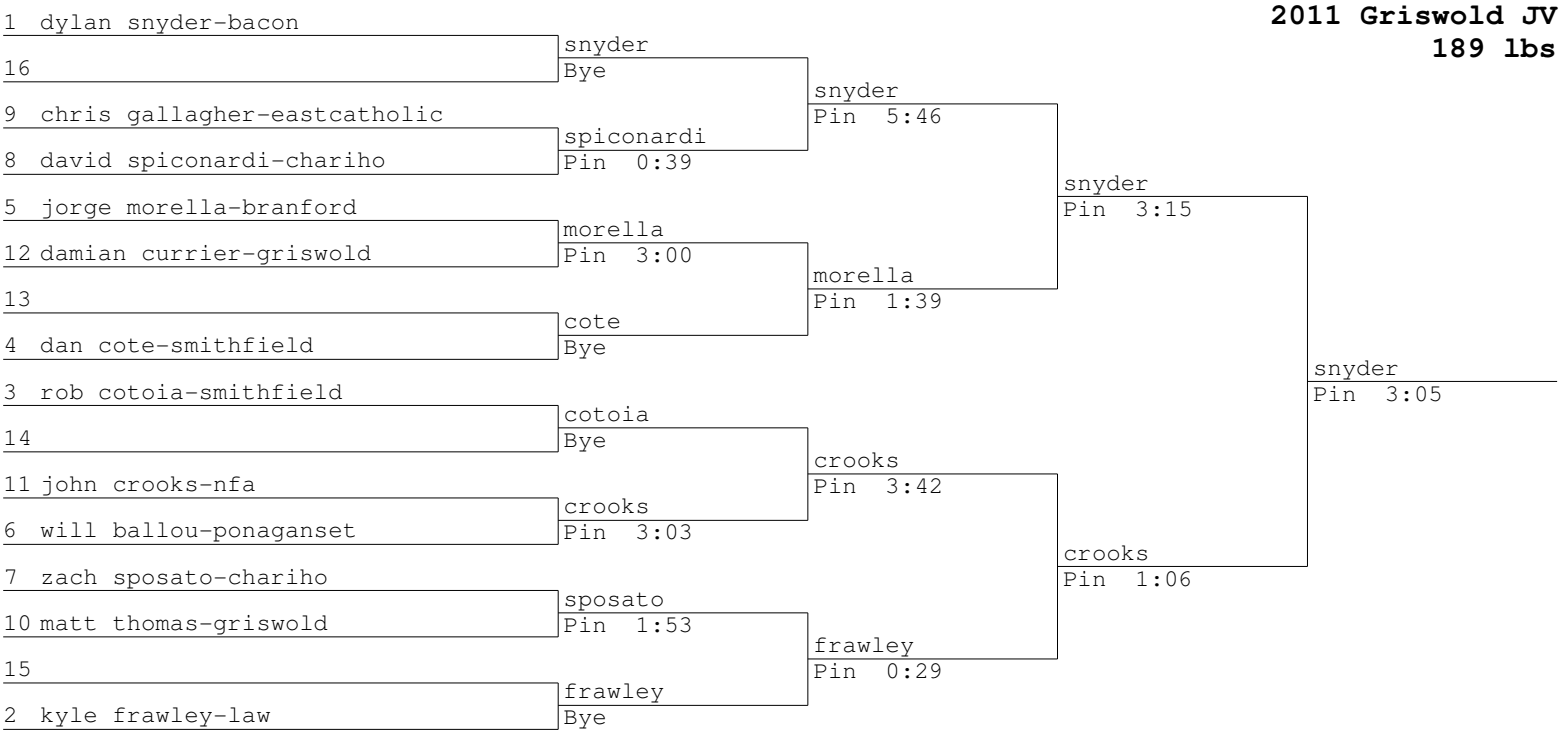 2011 Griswold JV
189 lbs
1 dylan snyder-bacon
16
9 chris gallagher-eastcatholic
8 david spiconardi-chariho
5 jorge morella-branford
12 damian currier-griswold
13
4 dan cote-smithfield
3 rob cotoia-smithfield
14
11 john crooks-nfa
6 will ballou-ponaganset
7 zach sposato-chariho
10 matt thomas-griswold
15
2 kyle frawley-law
snyder
Bye
spiconardi
Pin 0:39
morella
Pin 3:00
cote
Bye
cotoia
Bye
crooks
Pin 3:03
sposato
Pin 1:53
frawley
Bye
snyder
Pin 5:46
morella
Pin 1:39
crooks
Pin 3:42
frawley
Pin 0:29
snyder
Pin 3:15
crooks
Pin 1:06
snyder
Pin 3:05